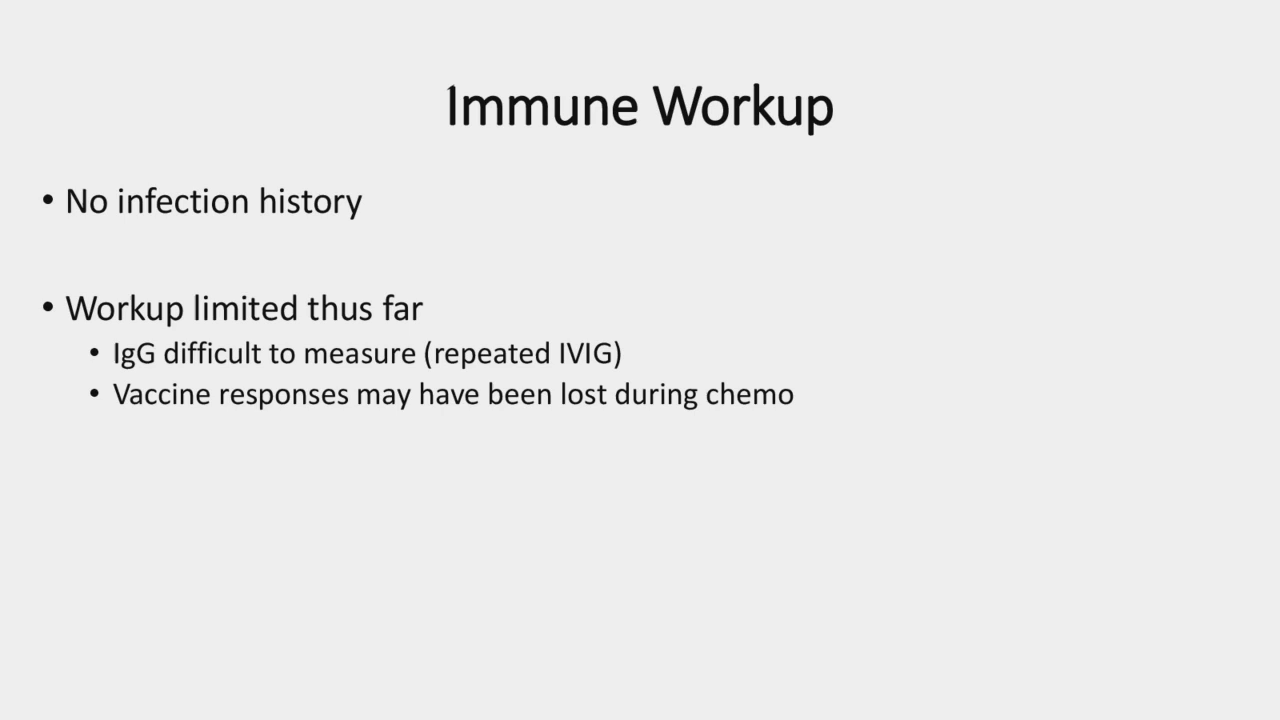 Immune Workup
• No infection history
• Workup limited thus far
• IgG difficult to measure (repeated IVIG)
• Vaccine responses may have been lost during chemo